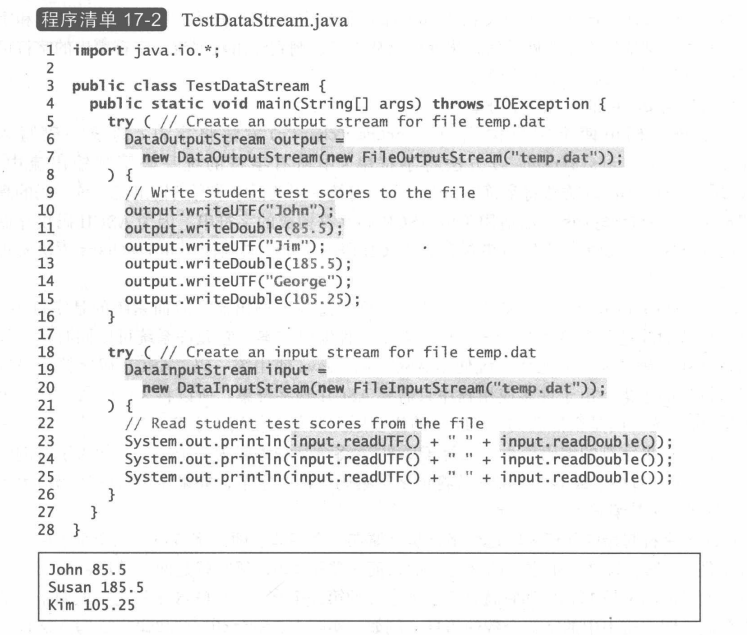 程序清单 17-2 TestDataStream.java
1 import java.io.*;
2
3 public class TestDataStream {
4 public static void main(String[] args) throws IOException {
5 try ( // Create an output stream for file temp.dat
6 DataOutputStream output =
7 new DataOutputStream(new FileOutputStream("temp.dat"));
8 ) {
9 // Write student test scores to the file
10 output.writeUTF("John");
11 output.writeDouble(85.5);
12 output.writeUTF("Jim");
13 output.writeDouble(185.5);
14 output.writeUTF("George");
15 output.writeDouble(105.25);
16 }
17
18 try ( // Create an input stream for file temp.dat
19 DataInputStream input =
20 new DataInputStream(new FileInputStream("temp.dat"));
21 ) {
22 // Read student test scores from the file
23 System.out.println(input.readUTF() + " " + input.readDouble());
24 System.out.println(input.readUTF() + " " + input.readDouble());
25 System.out.println(input.readUTF() + " " + input.readDouble());
26 }
27 }
28 }
John 85.5
Susan 185.5
Kim 105.25